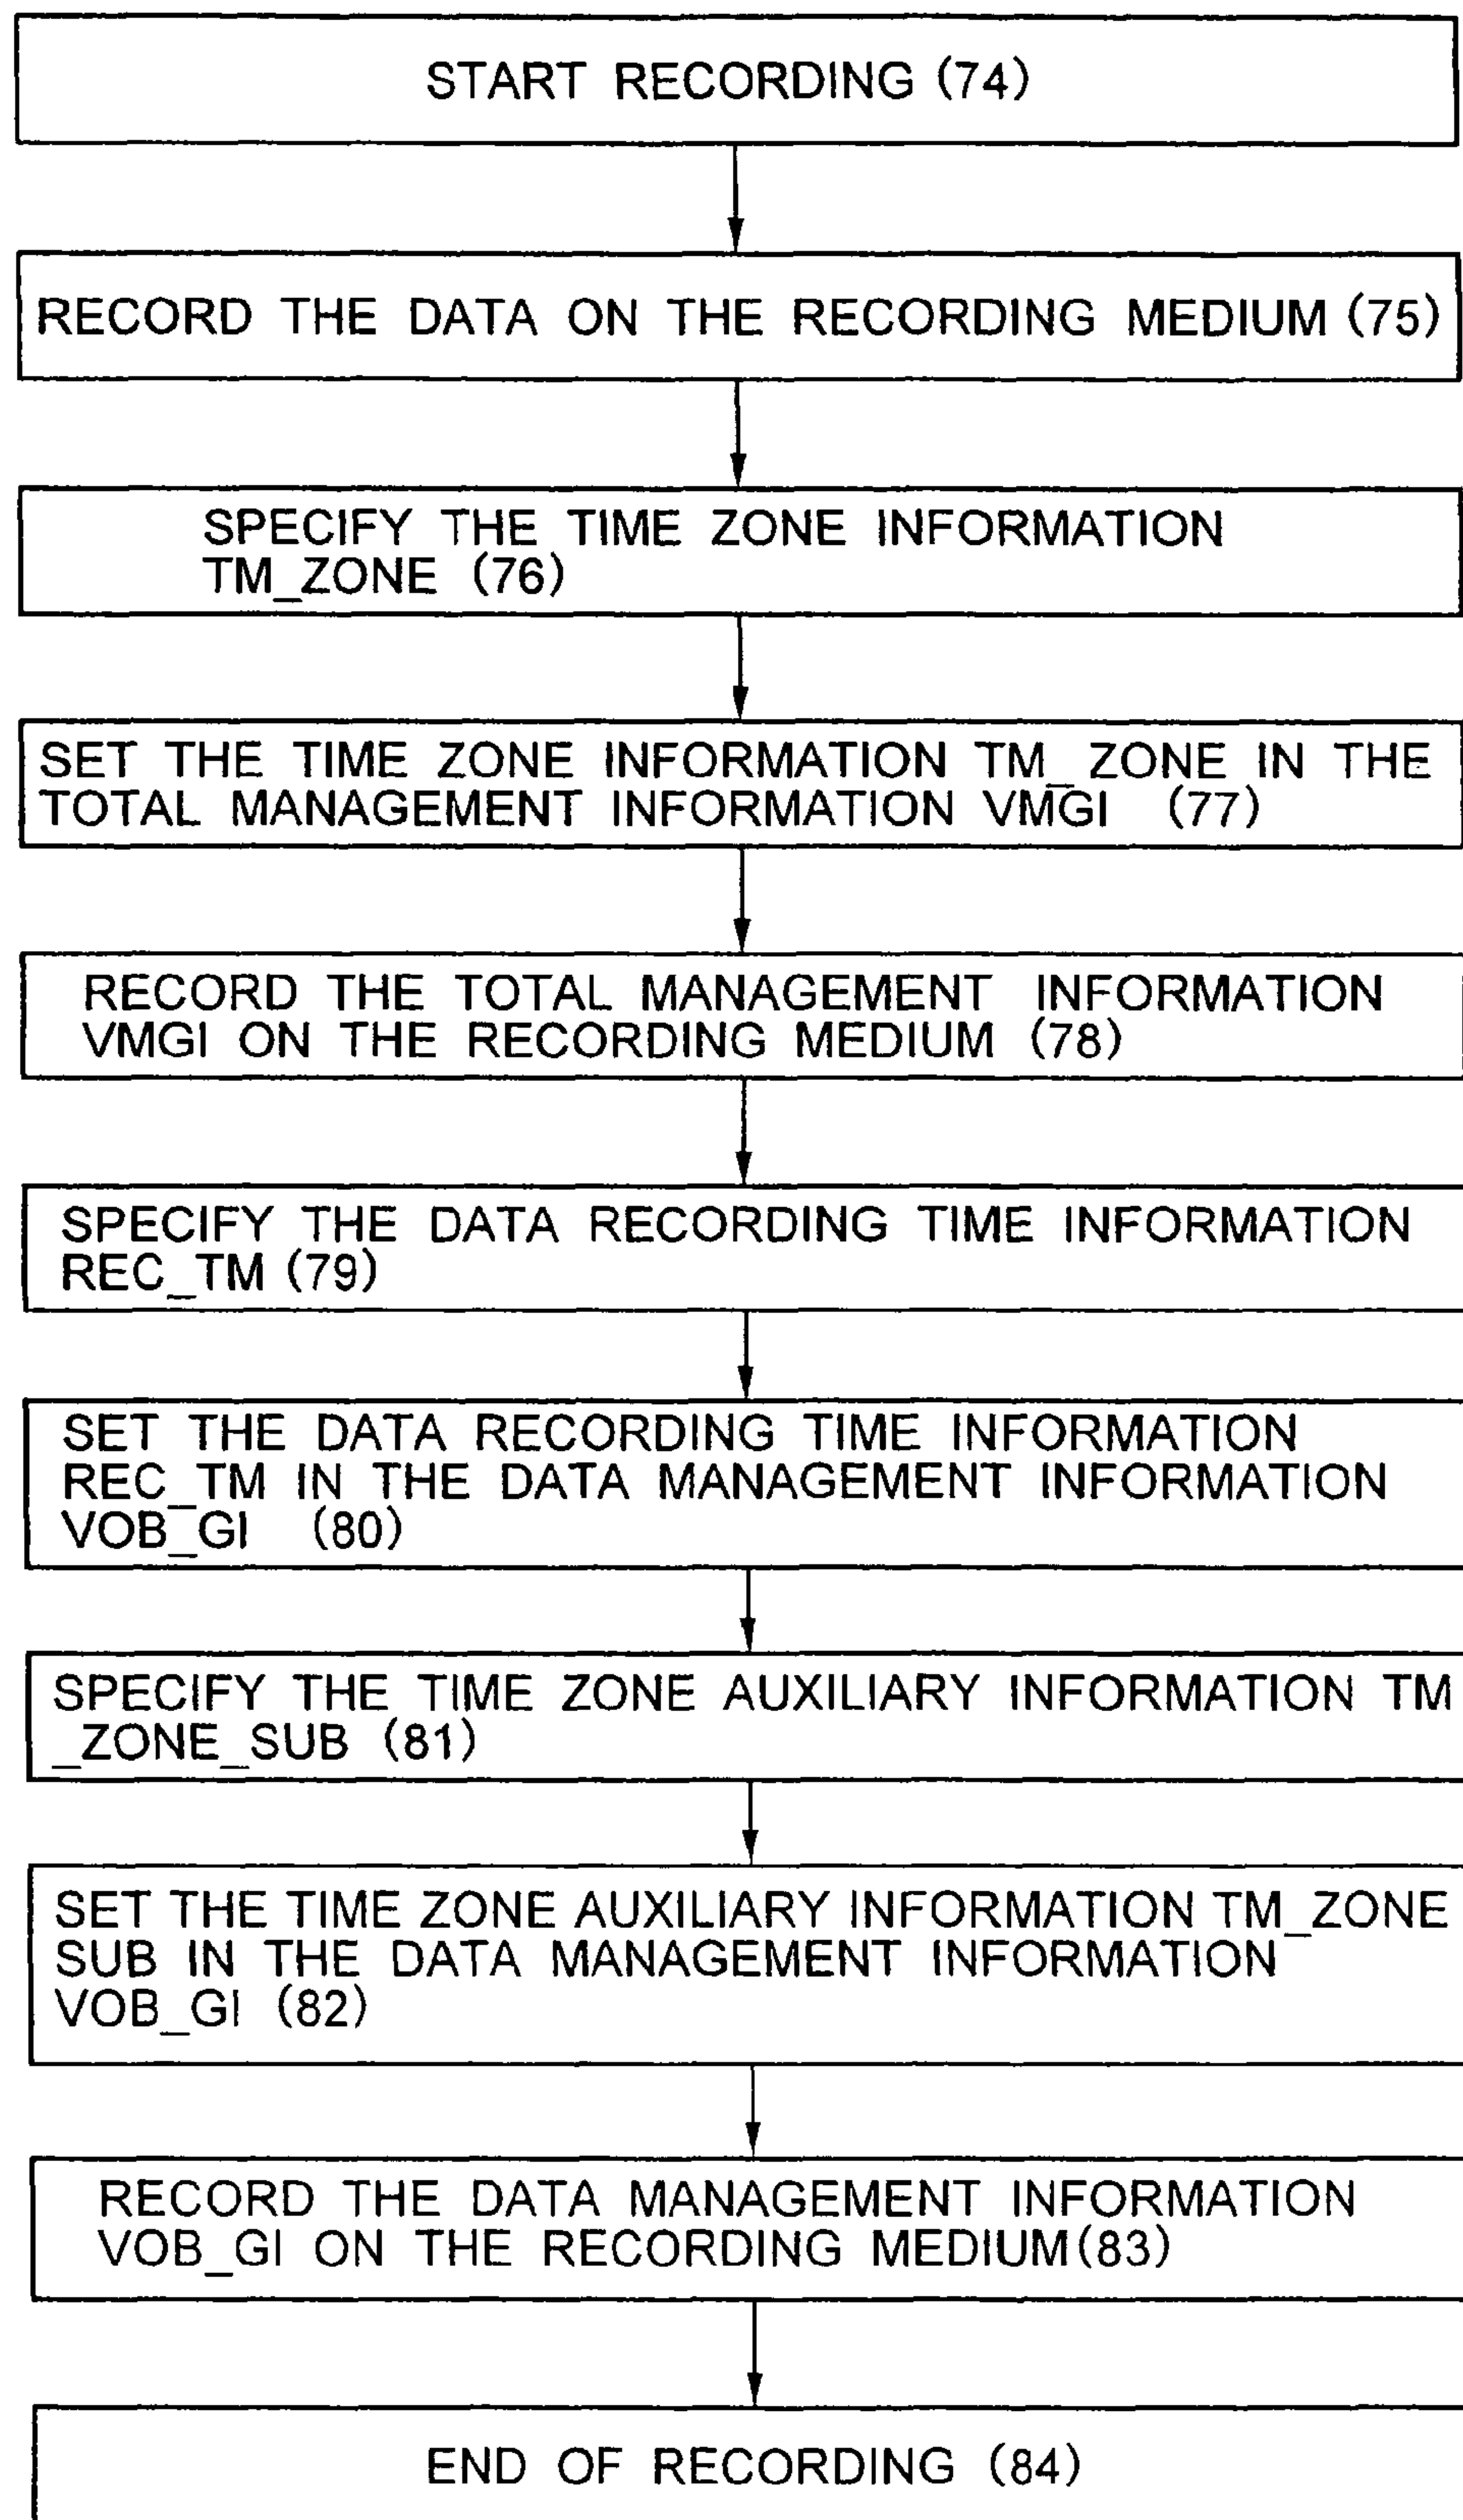 START RECORDING (74)
RECORD THE DATA ON THE RECORDING MEDIUM (75)
SPECIFY THE TIME ZONE INFORMATION
TM_ZONE (76)
SET THE TIME ZONE INFORMATION TM_ ZONE IN THE
TOTAL MANAGEMENT INFORMATION VMGI (77)
RECORD THE TOTAL MANAGEMENT INFORMATION
VMGI ON THE RECORDING MEDIUM (78)
SPECIFY THE DATA RECORDING TIME INFORMATION
REC_TM (79)
SET THE DATA RECORDING TIME INFORMATION
REC_TM IN THE DATA MANAGEMENT INFORMATION
VOB_GI (80)
SPECIFY THE TIME ZONE AUXILIARY INFORMATION TM
_ZONE_SUB (81)
SET THE TIME ZONE AUXILIARY INFORMATION TM_ZONE
SUB IN THE DATA MANAGEMENT INFORMATION
VOB_GI (82)
RECORD THE DATA MANAGEMENT INFORMATION
VOB_GI ON THE RECORDING MEDIUM (83)
END OF RECORDING (84)